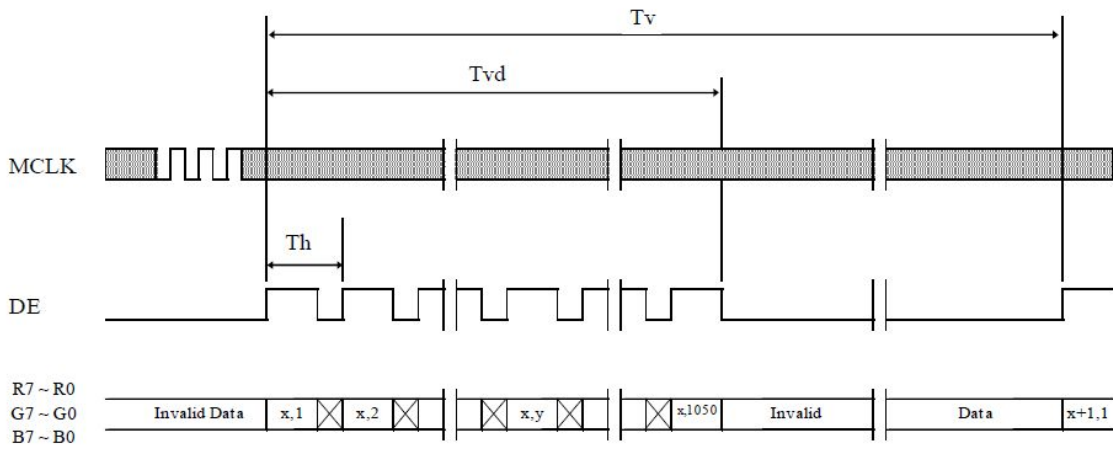 Tv
Tvd
MCLK
Th
DE
R7 ~ R0
G7 ~ G0
B7 ~ B0
Invalid Data x,1 x,2 x,y x,1050 Invalid Data x+1,1